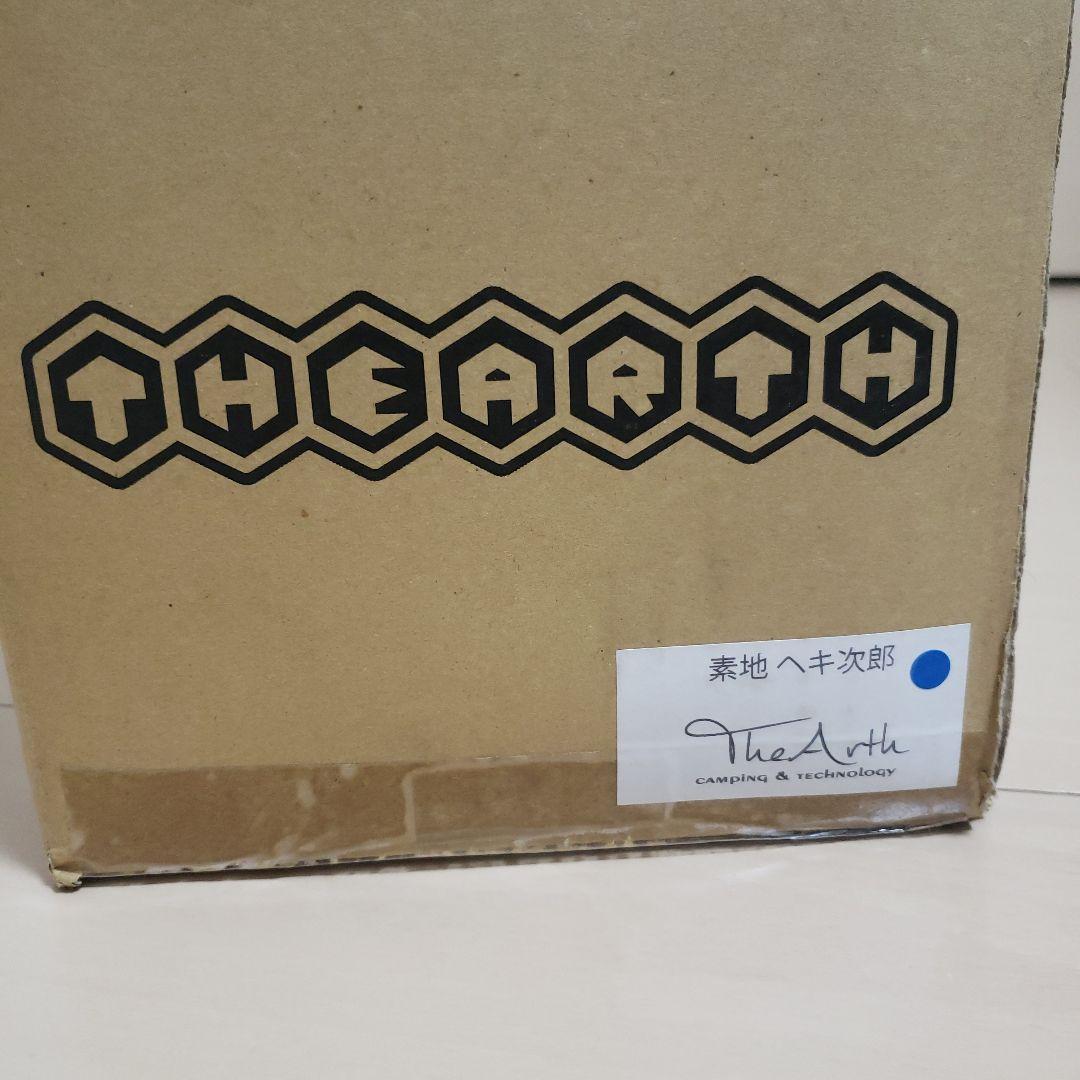 THEARTH
素地 ヘキ次郎
TheArth
CAMPING & TECHNOLOGY